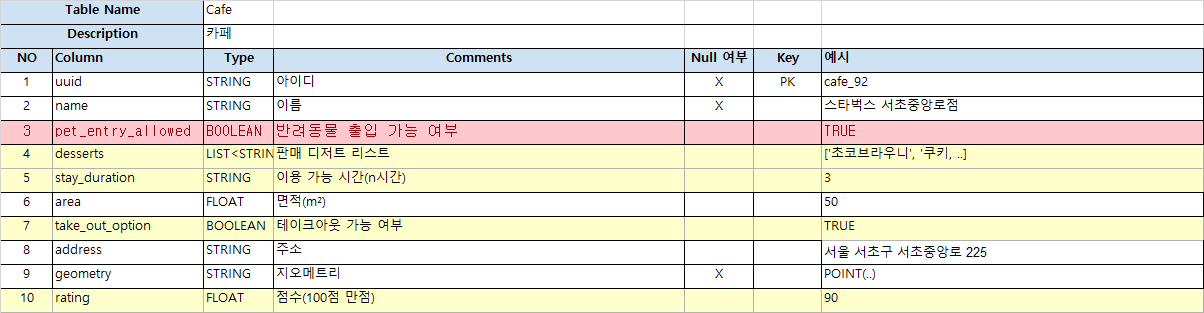 Table Name Cafe
Description 카페
NO Column Type Comments Null 여부 Key 예시
1 uuid STRING 아이디 X PK cafe_92
2 name STRING 이름 X 스타벅스 서초중앙로점
3 pet_entry_allowed BOOLEAN 반려동물 출입 가능 여부 TRUE
4 desserts LIST<STRIN 판매 디저트 리스트 ['초코브라우니', '쿠키, ..]
5 stay_duration STRING 이용 가능 시간(n시간) 3
6 area FLOAT 면적(m²) 50
7 take_out_option BOOLEAN 테이크아웃 가능 여부 TRUE
8 address STRING 주소 서울 서초구 서초중앙로 225
9 geometry STRING 지오메트리 X POINT(..)
10 rating FLOAT 점수(100점 만점) 90